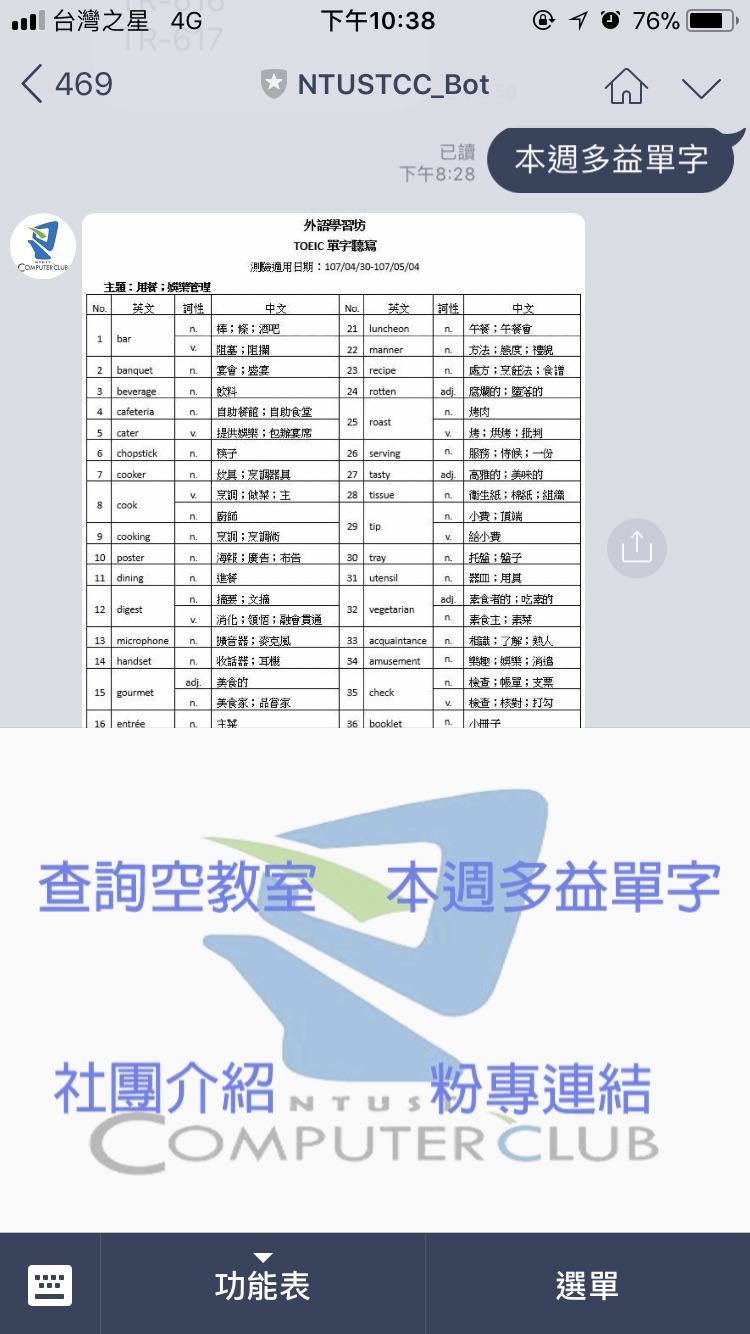 台灣之星 4G 下午10:38 76%
TR-617
469 NTUSTCC_Bot
已讀
下午8:28
本週多益單字
NTUST
COMPUTER CLUB
外語學習坊
TOEIC 單字聽寫
測驗適用日期：107/04/30-107/05/04
主題：用餐；娛樂管理
No. 英文 詞性 中文 No. 英文 詞性 中文
1 bar n. 棒；條；酒吧 21 luncheon n. 午餐；午餐會
v. 阻塞；阻攔 22 manner n. 方法；態度；禮貌
2 banquet n. 宴會；盛宴 23 recipe n. 處方；烹飪法；食譜
3 beverage n. 飲料 24 rotten adj. 腐爛的；墮落的
4 cafeteria n. 自助餐館；自助食堂 25 roast n. 烤肉
5 cater v. 提供娛樂；包辦宴席 v. 烤；烘烤；批判
6 chopstick n. 筷子 26 serving n. 服務；侍候；一份
7 cooker n. 炊具；烹調器具 27 tasty adj. 高雅的；美味的
8 cook v. 烹調；做菜；主 28 tissue n. 衛生紙；棉紙；組織
n. 廚師 29 tip n. 小費；頂端
9 cooking n. 烹調；烹調術 v. 給小費
10 poster n. 海報；廣告；布告 30 tray n. 托盤；盤子
11 dining n. 進餐 31 utensil n. 器皿；用具
12 digest n. 摘要；文摘 32 vegetarian adj. 素食者的；吃素的
v. 消化；領悟；融會貫通 n. 素食主；素菜
13 microphone n. 擴音器；麥克風 33 acquaintance n. 相識；了解；熟人
14 handset n. 收話器；耳機 34 amusement n. 樂趣；娛樂；消遣
15 gourmet adj. 美食的 35 check n. 檢查；帳單；支票
n. 美食家；品嘗家 v. 檢查；核對；打勾
16 entrée n. 主菜 36 booklet n. 小冊子
查詢空教室 本週多益單字
社團介紹 粉專連結
NTUST
COMPUTER CLUB
功能表 選單